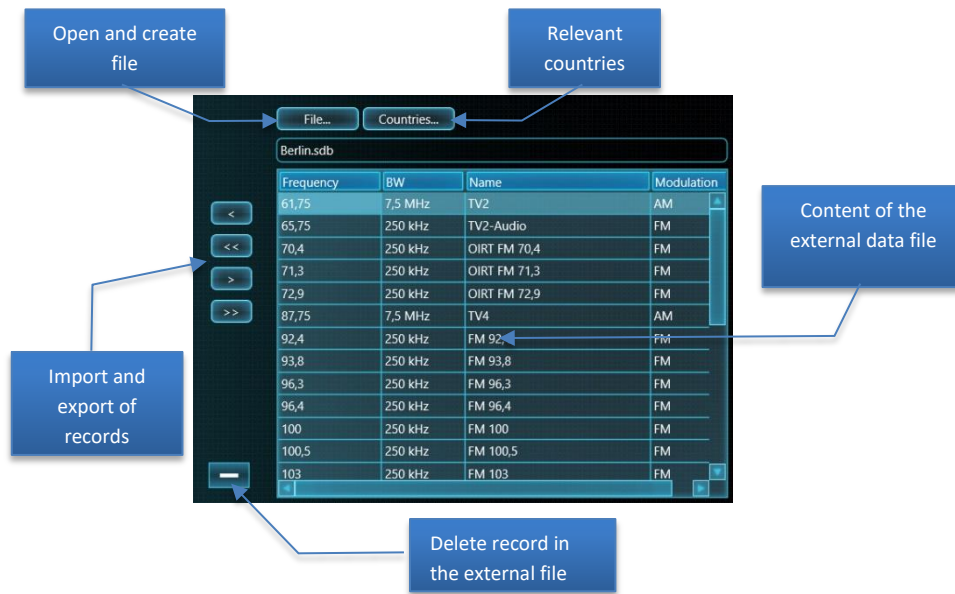 Open and create
file
Relevant
countries
File...
Countries...
Berlin.sdb
Frequency BW Name Modulation
61,75 7,5 MHz TV2 AM
65,75 250 kHz TV2-Audio FM
70,4 250 kHz OIRT FM 70,4 FM
71,3 250 kHz OIRT FM 71,3 FM
72,9 250 kHz OIRT FM 72,9 FM
87,75 7,5 MHz TV4 AM
92,4 250 kHz FM 92, FM
93,8 250 kHz FM 93,8 FM
96,3 250 kHz FM 96,3 FM
96,4 250 kHz FM 96,4 FM
100 250 kHz FM 100 FM
100,5 250 kHz FM 100,5 FM
103 250 kHz FM 103 FM
<
<<
>
>>
Content of the
external data file
Import and
export of
records
Delete record in
the external file